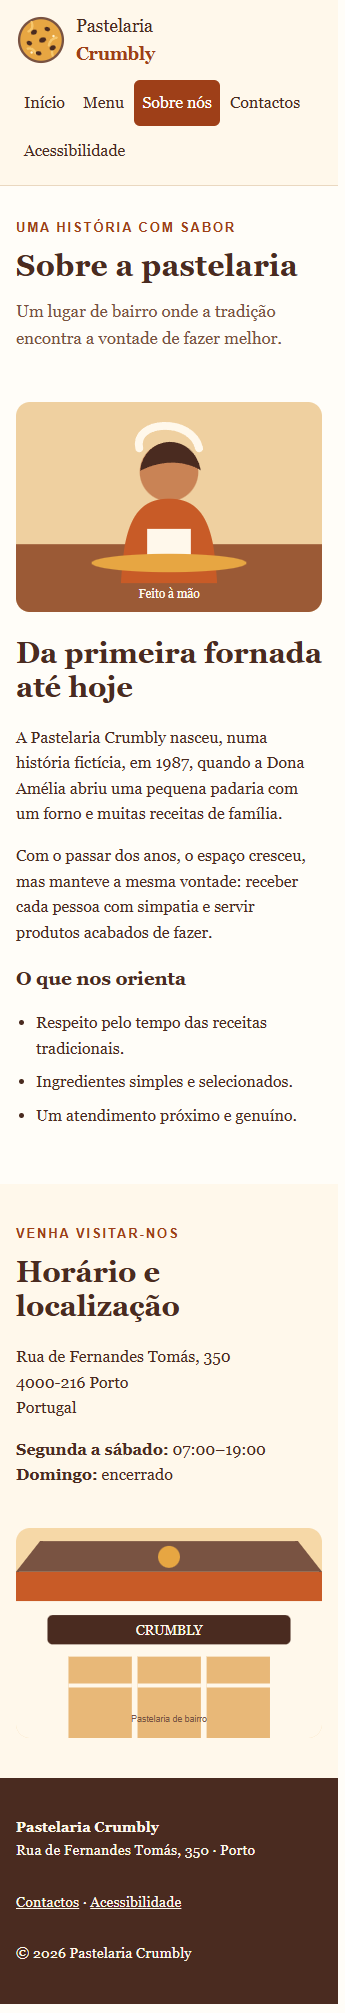 Pastelaria
Crumbly
Início Menu Sobre nós Contactos
Acessibilidade
UMA HISTÓRIA COM SABOR
Sobre a pastelaria
Um lugar de bairro onde a tradição
encontra a vontade de fazer melhor.
Feito à mão
Da primeira fornada
até hoje
A Pastelaria Crumbly nasceu, numa
história fictícia, em 1987, quando a Dona
Amélia abriu uma pequena padaria com
um forno e muitas receitas de família.
Com o passar dos anos, o espaço cresceu,
mas manteve a mesma vontade: receber
cada pessoa com simpatia e servir
produtos acabados de fazer.
O que nos orienta
• Respeito pelo tempo das receitas
tradicionais.
• Ingredientes simples e selecionados.
• Um atendimento próximo e genuíno.
VENHA VISITAR-NOS
Horário e
localização
Rua de Fernandes Tomás, 350
4000-216 Porto
Portugal
Segunda a sábado: 07:00–19:00
Domingo: encerrado
CRUMBLY
Pastelaria de bairro
Pastelaria Crumbly
Rua de Fernandes Tomás, 350 · Porto
Contactos · Acessibilidade
© 2026 Pastelaria Crumbly